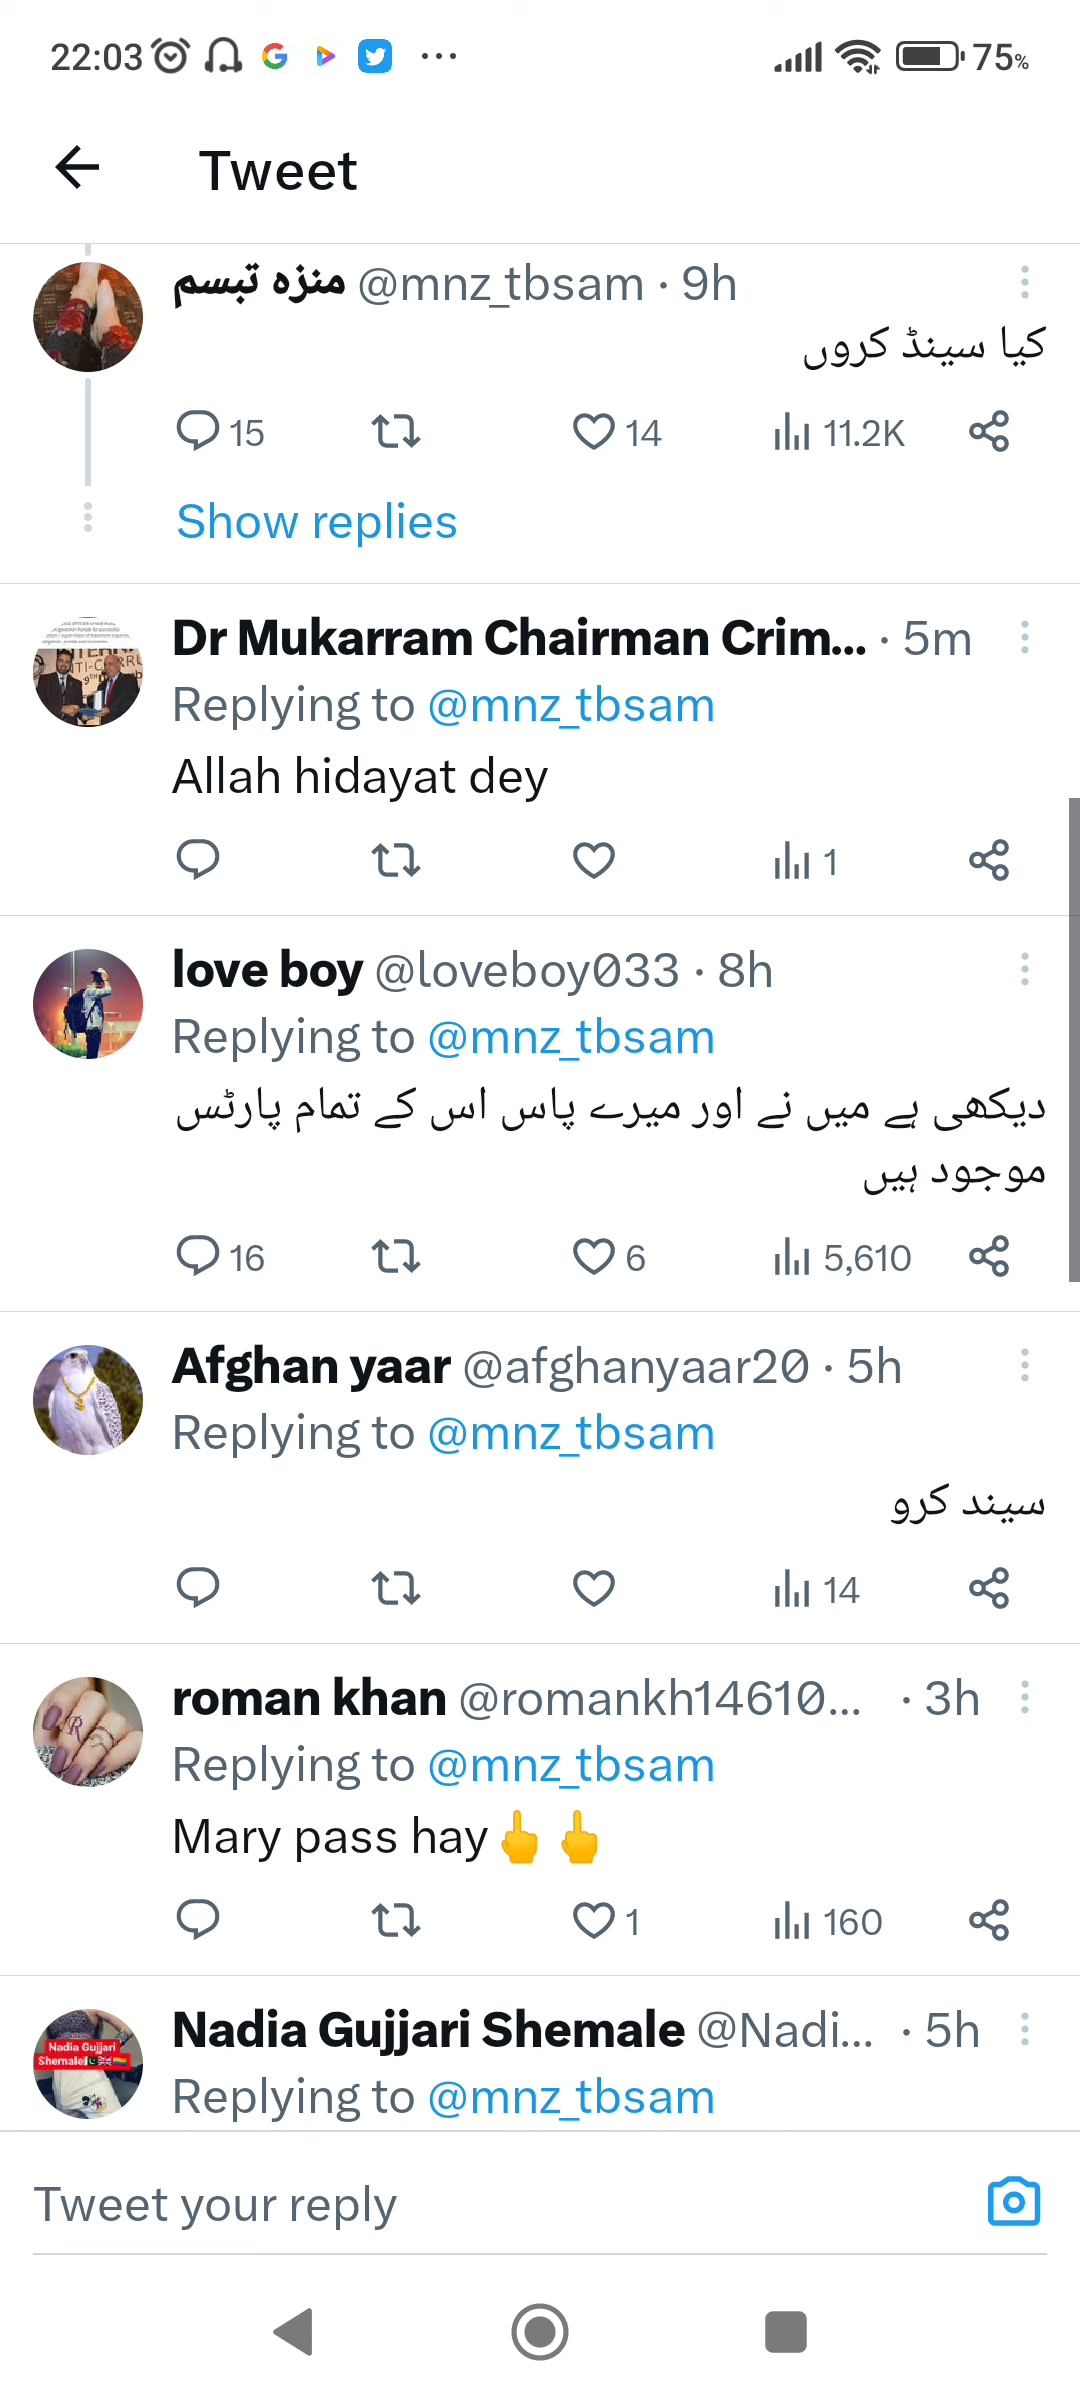 22:03
75%
Tweet
منزہ تبسم @mnz_tbsam · 9h
کیا سینڈ کروں
15 14 11.2K
Show replies
Dr Mukarram Chairman Crim... · 5m
Replying to @mnz_tbsam
Allah hidayat dey
1
love boy @loveboy033 · 8h
Replying to @mnz_tbsam
دیکھی ہے میں نے اور میرے پاس اس کے تمام پارٹس
موجود ہیں
16 6 5,610
Afghan yaar @afghanyaar20 · 5h
Replying to @mnz_tbsam
سیند کرو
14
roman khan @romankh14610... · 3h
Replying to @mnz_tbsam
Mary pass hay🖕🖕
1 160
Nadia Gujjari Shemale @Nadi... · 5h
Nadia Gujjari
Shemale
Replying to @mnz_tbsam
Tweet your reply